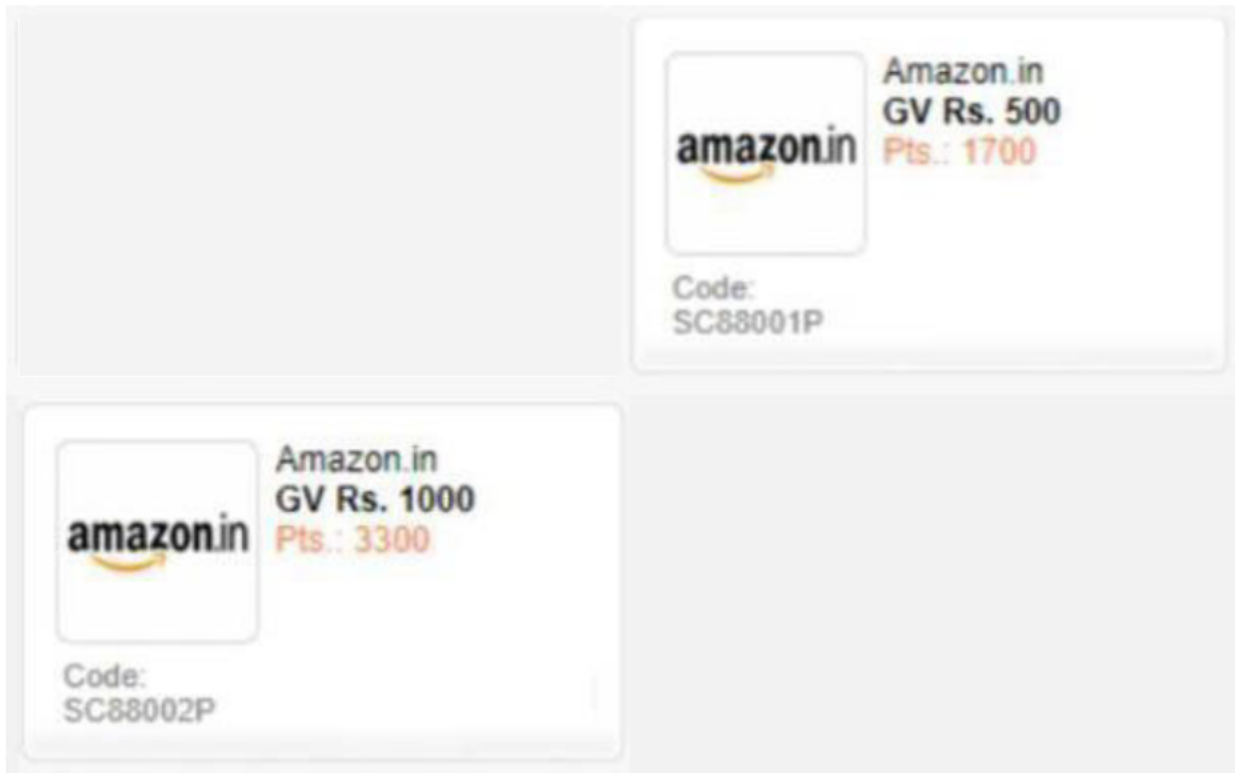 Amazon.in
GV Rs. 500
Pts.: 1700
amazon.in
Code:
SC88001P
Amazon.in
GV Rs. 1000
Pts.: 3300
amazon.in
Code:
SC88002P